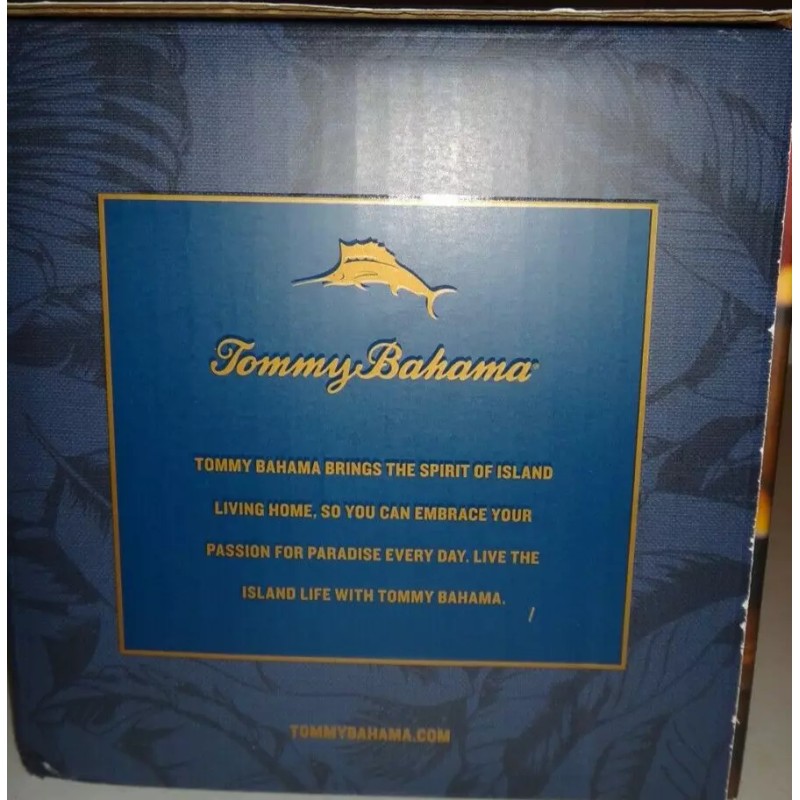 Tommy Bahama
TOMMY BAHAMA BRINGS THE SPIRIT OF ISLAND
LIVING HOME, SO YOU CAN EMBRACE YOUR
PASSION FOR PARADISE EVERY DAY. LIVE THE
ISLAND LIFE WITH TOMMY BAHAMA.
TOMMYBAHAMA.COM